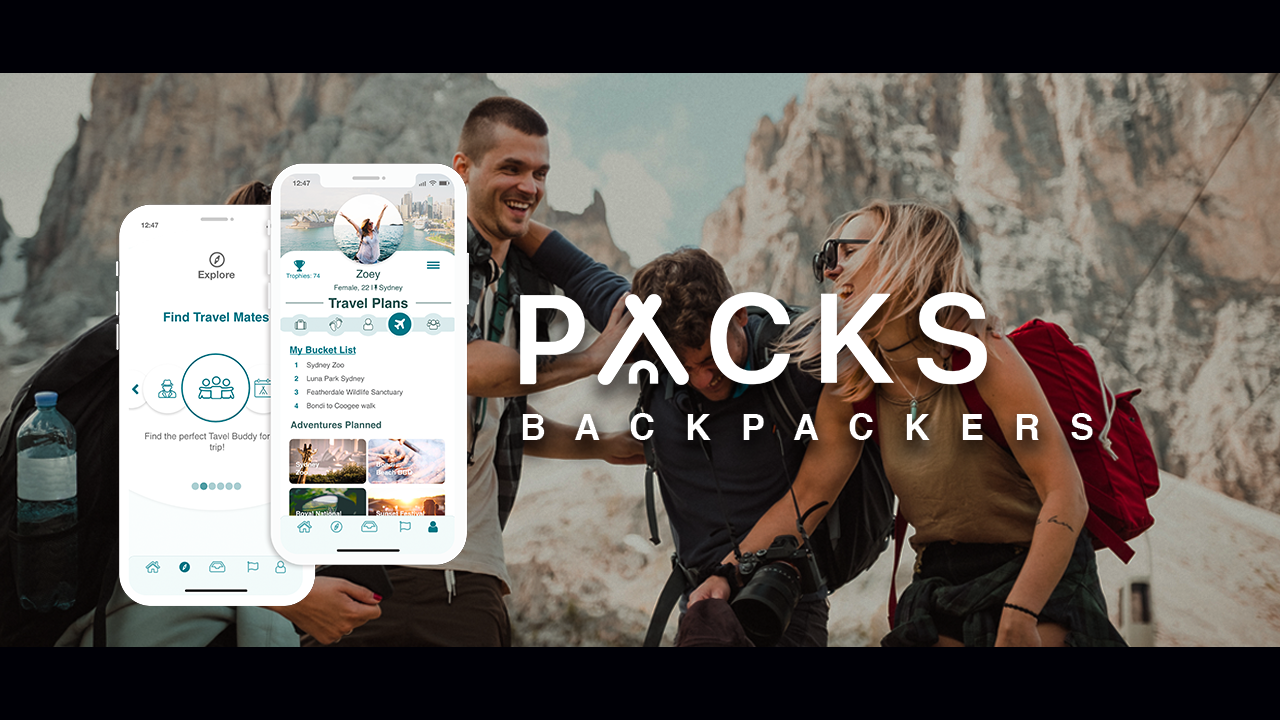 12:47
Explore
Find Travel Mates
Find the perfect Tavel Buddy for
trip!
12:47
Trophies: 74
Zoey
Female, 22 | Sydney
Travel Plans
My Bucket List
1 Sydney Zoo
2 Luna Park Sydney
3 Featherdale Wildlife Sanctuary
4 Bondi to Coogee walk
Adventures Planned
Sydney
Zoo
Bondi
Beach BBQ
Royal National
Sunset Festival
PACKS
BACKPACKERS